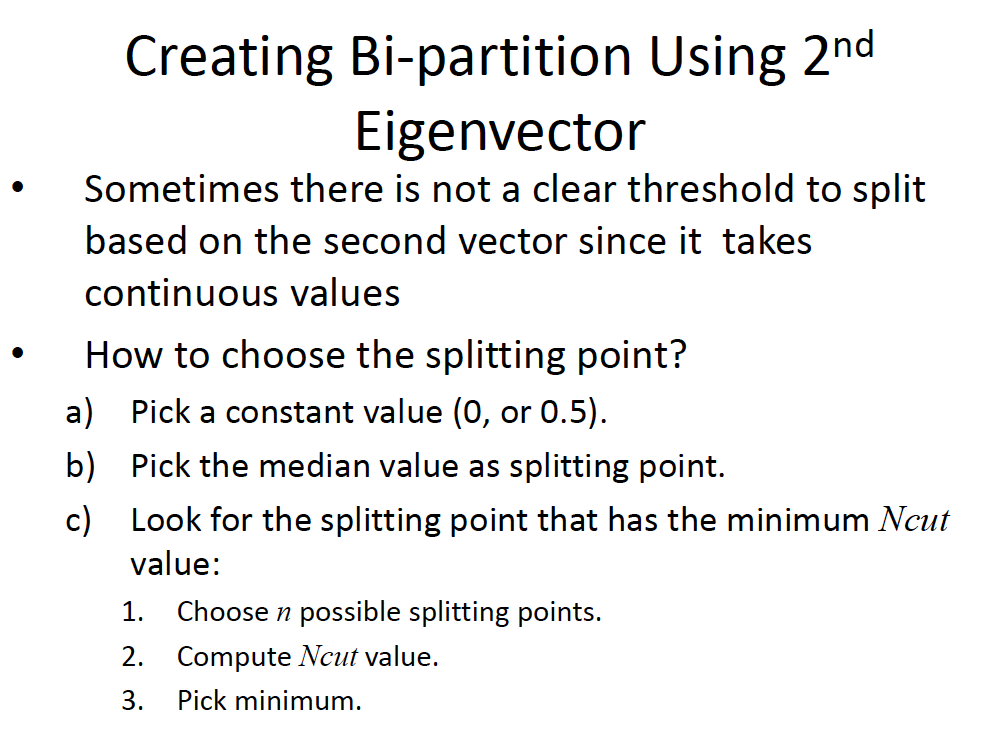 Creating Bi-partition Using 2nd
Eigenvector
• Sometimes there is not a clear threshold to split
based on the second vector since it  takes
continuous values
• How to choose the splitting point?
a) Pick a constant value (0, or 0.5).
b) Pick the median value as splitting point.
c) Look for the splitting point that has the minimum Ncut
value:
1. Choose n possible splitting points.
2. Compute Ncut value.
3. Pick minimum.